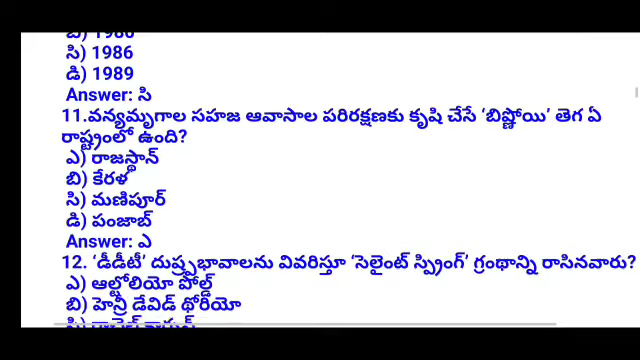 బి) 1980
సి) 1986
డి) 1989
Answer: సి
11.వన్యమృగాల సహజ ఆవాసాల పరిరక్షణకు కృషి చేసే ‘బిష్ణోయి’ తెగ ఏ
రాష్ట్రంలో ఉంది?
ఎ) రాజస్థాన్
బి) కేరళ
సి) మణిపూర్
డి) పంజాబ్
Answer: ఎ
12. ‘డీడీటీ’ దుష్ప్రభావాలను వివరిస్తూ ‘సెలైంట్ స్ప్రింగ్’ గ్రంథాన్ని రాసినవారు?
ఎ) ఆల్టోలియో పోల్డ్
బి) హెన్రీ డేవిడ్ థోరియో